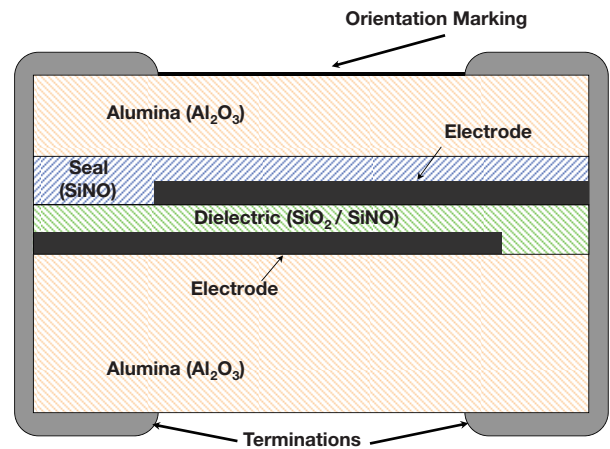 Orientation Marking
Alumina (Al₂O₃)
Electrode
Seal
(SiNO)
Dielectric (SiO₂ / SiNO)
Electrode
Alumina (Al₂O₃)
Terminations